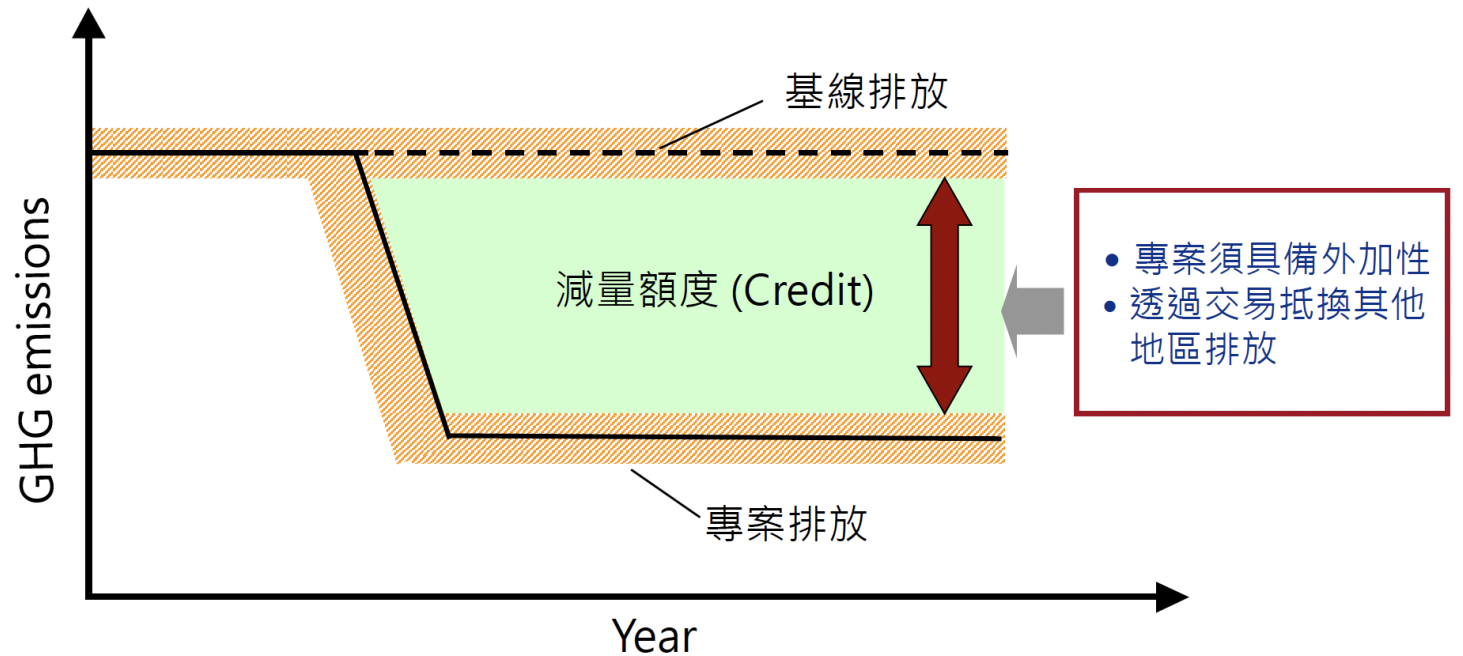 基線排放
GHG emissions
減量額度 (Credit)
• 專案須具備外加性
• 透過交易抵換其他
地區排放
專案排放
Year